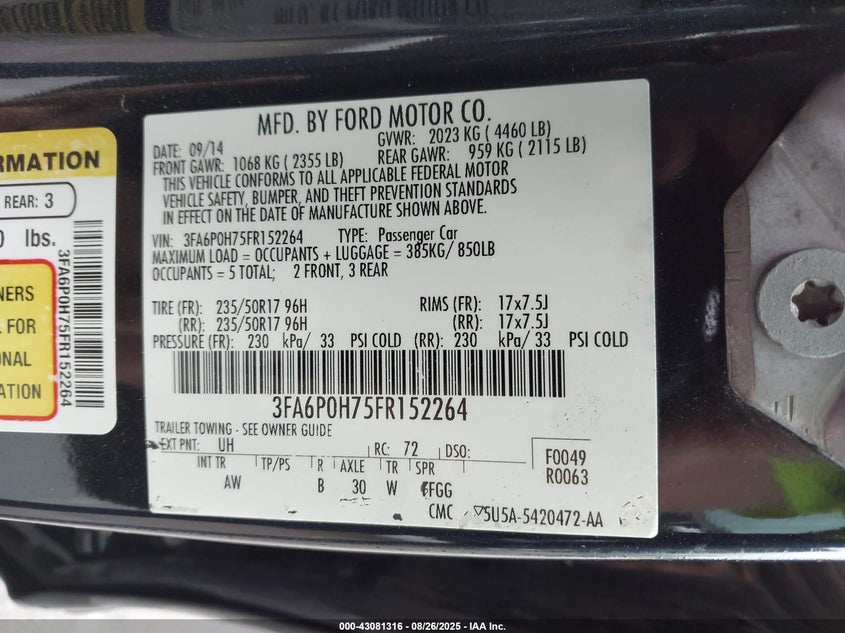 MFD. BY FORD MOTOR CO.
DATE: 09/14 GVWR: 2023 KG ( 4460 LB)
FRONT GAWR: 1068 KG ( 2355 LB) REAR GAWR: 959 KG ( 2115 LB)
THIS VEHICLE CONFORMS TO ALL APPLICABLE FEDERAL MOTOR
VEHICLE SAFETY, BUMPER, AND THEFT PREVENTION STANDARDS
IN EFFECT ON THE DATE OF MANUFACTURE SHOWN ABOVE.
VIN: 3FA6P0H75FR152264 TYPE: Passenger Car
MAXIMUM LOAD = OCCUPANTS + LUGGAGE = 385KG/ 850LB
OCCUPANTS = 5 TOTAL; 2 FRONT, 3 REAR
TIRE (FR): 235/50R17 96H RIMS (FR): 17x7.5J
(RR): 235/50R17 96H (RR): 17x7.5J
PRESSURE (FR): 230 kPa/ 33 PSI COLD (RR): 230 kPa/ 33 PSI COLD
3FA6P0H75FR152264
TRAILER TOWING - SEE OWNER GUIDE
EXT PNT: UH RC: 72 DSO: F0049
INT TR TP/PS R AXLE TR SPR R0063
AW B 30 W FFGG
CMC 5U5A-5420472-AA
RMATION
REAR: 3
0 lbs.
NERS
L FOR
ONAL
ATION
3FA6P0H75FR152264
000-43081316 - 08/26/2025 - IAA Inc.